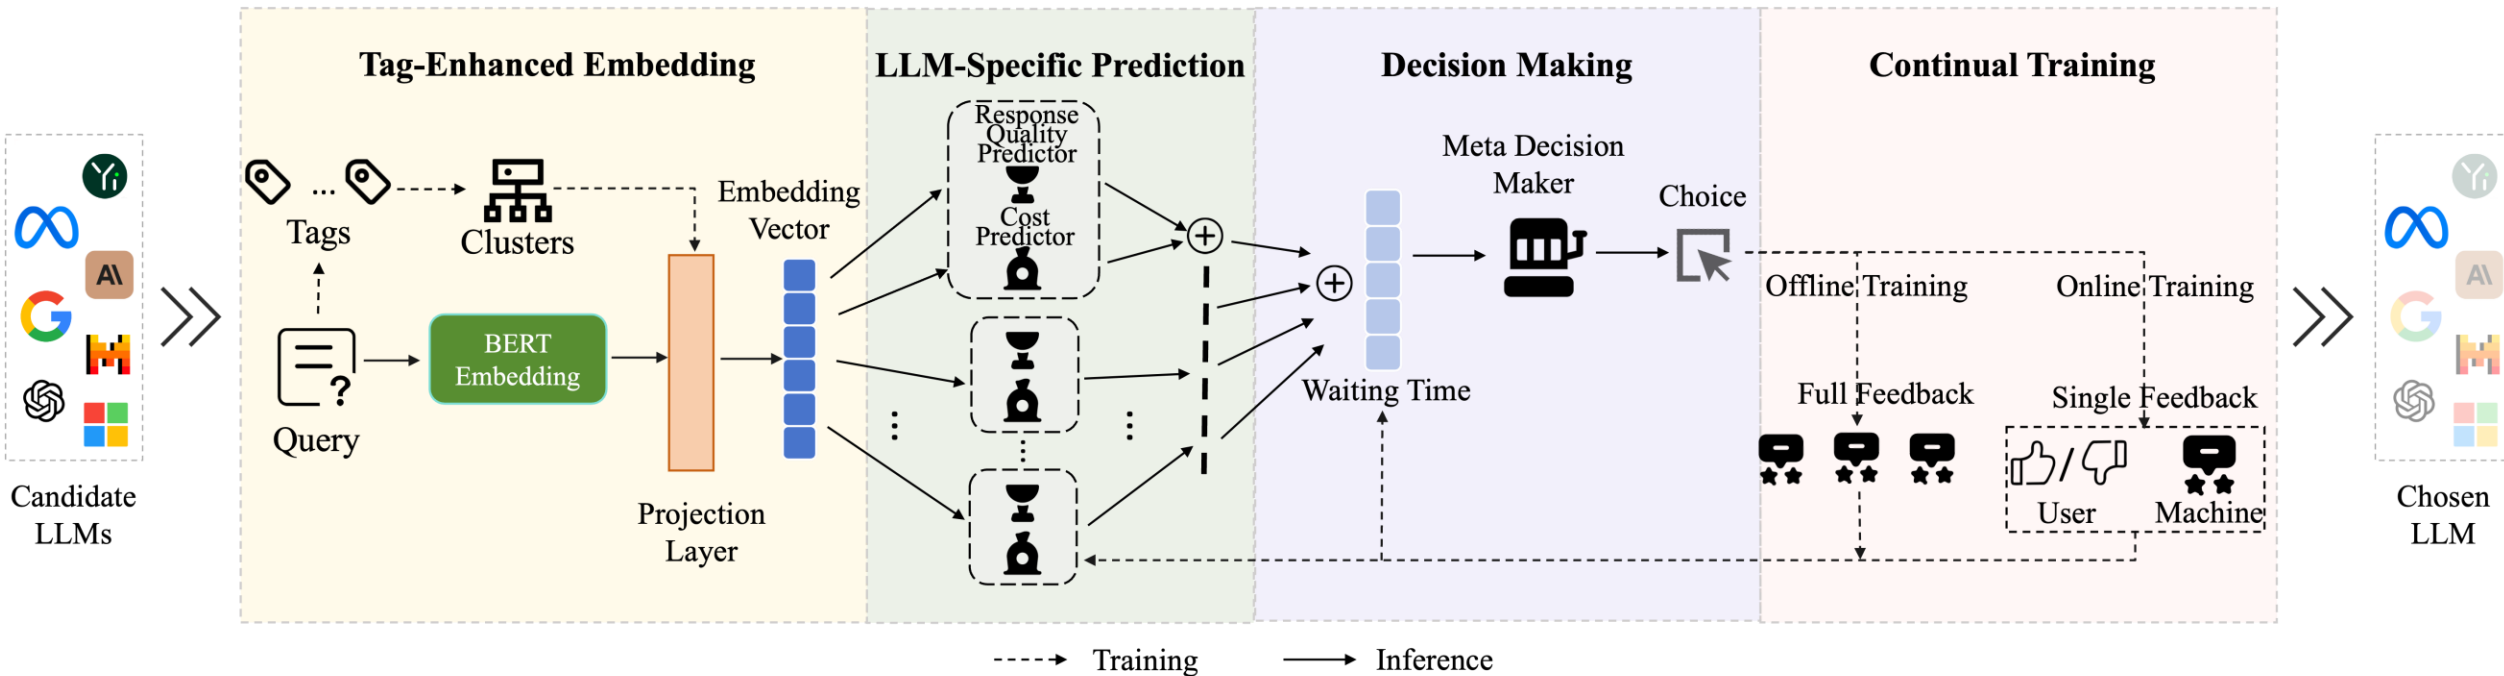 Tag-Enhanced Embedding
LLM-Specific Prediction
Decision Making
Continual Training
Candidate
LLMs
Tags
Clusters
Query
BERT
Embedding
Projection
Layer
Embedding
Vector
Response
Quality
Predictor
Cost
Predictor
Waiting Time
Meta Decision
Maker
Choice
Offline Training
Online Training
Full Feedback
Single Feedback
User
Machine
Chosen
LLM
Training
Inference